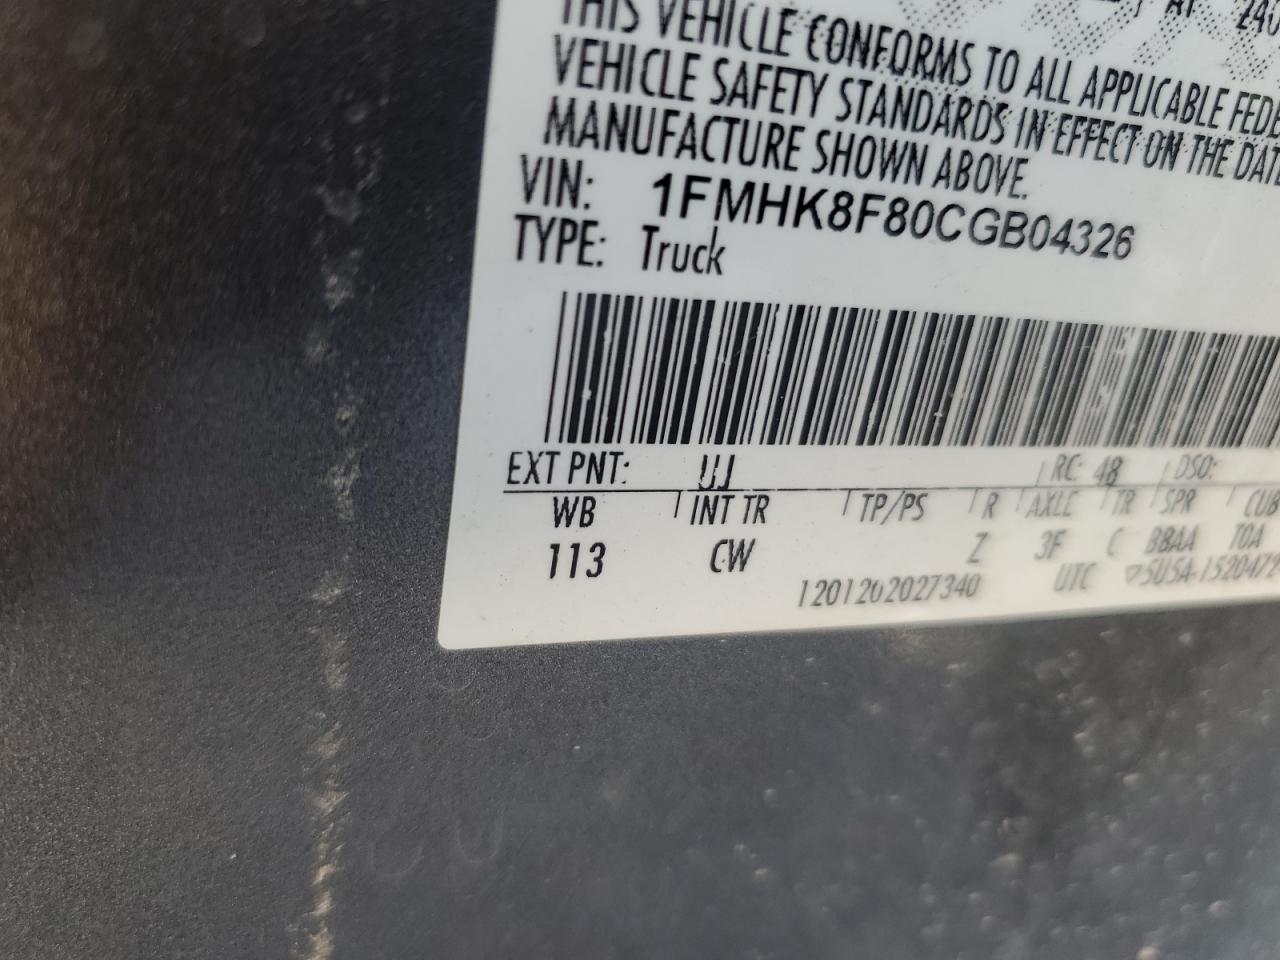 THIS VEHICLE CONFORMS TO ALL APPLICABLE
VEHICLE SAFETY STANDARDS IN EFFECT ON THE DATE
MANUFACTURE SHOWN ABOVE.
VIN: 1FMHK8F80CGB04326
TYPE: Truck
EXT PNT: UJ RC: 48 DSO:
WB INT TR TP/PS R AXLE TR SPR
113 CW Z 3F C BBAA
1201202027340 UTC